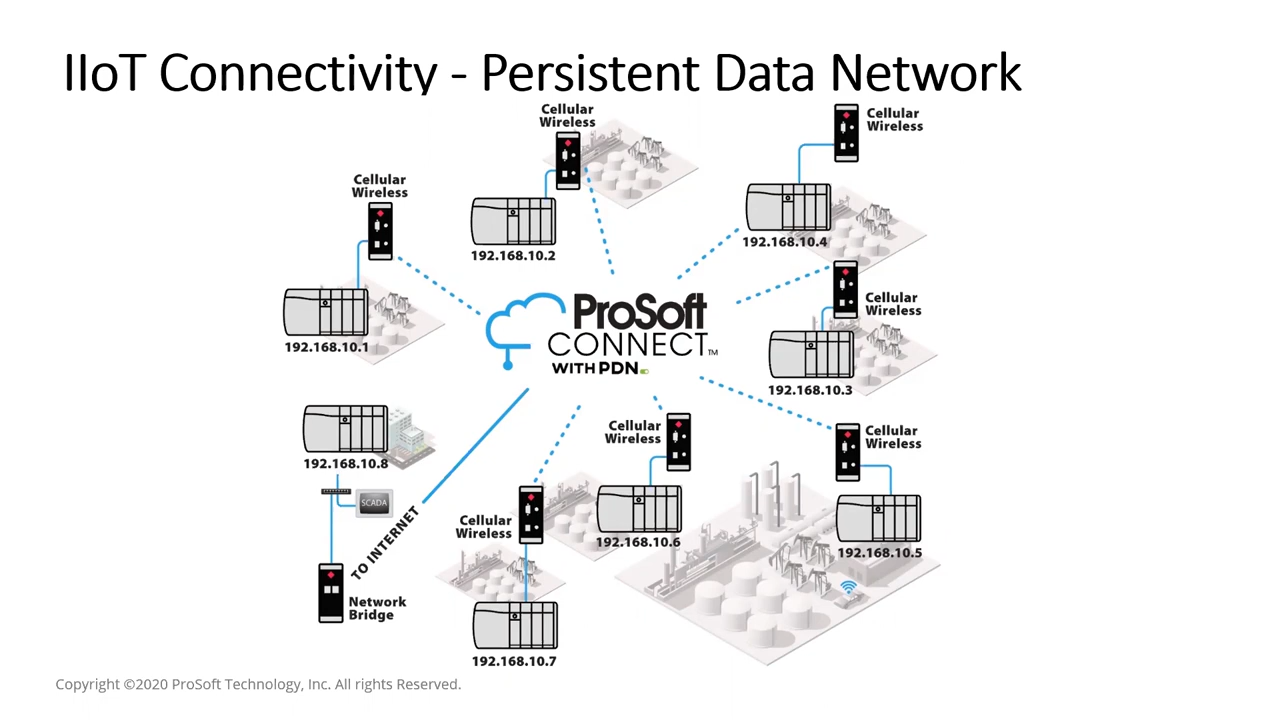 IIoT Connectivity - Persistent Data Network
Cellular
Wireless
192.168.10.2
Cellular
Wireless
192.168.10.4
Cellular
Wireless
192.168.10.1
Cellular
Wireless
192.168.10.3
ProSoft
CONNECT™
WITH PDN
192.168.10.8
SCADA
TO INTERNET
Network
Bridge
Cellular
Wireless
192.168.10.7
Cellular
Wireless
192.168.10.6
Cellular
Wireless
192.168.10.5
Copyright ©2020 ProSoft Technology, Inc. All rights Reserved.